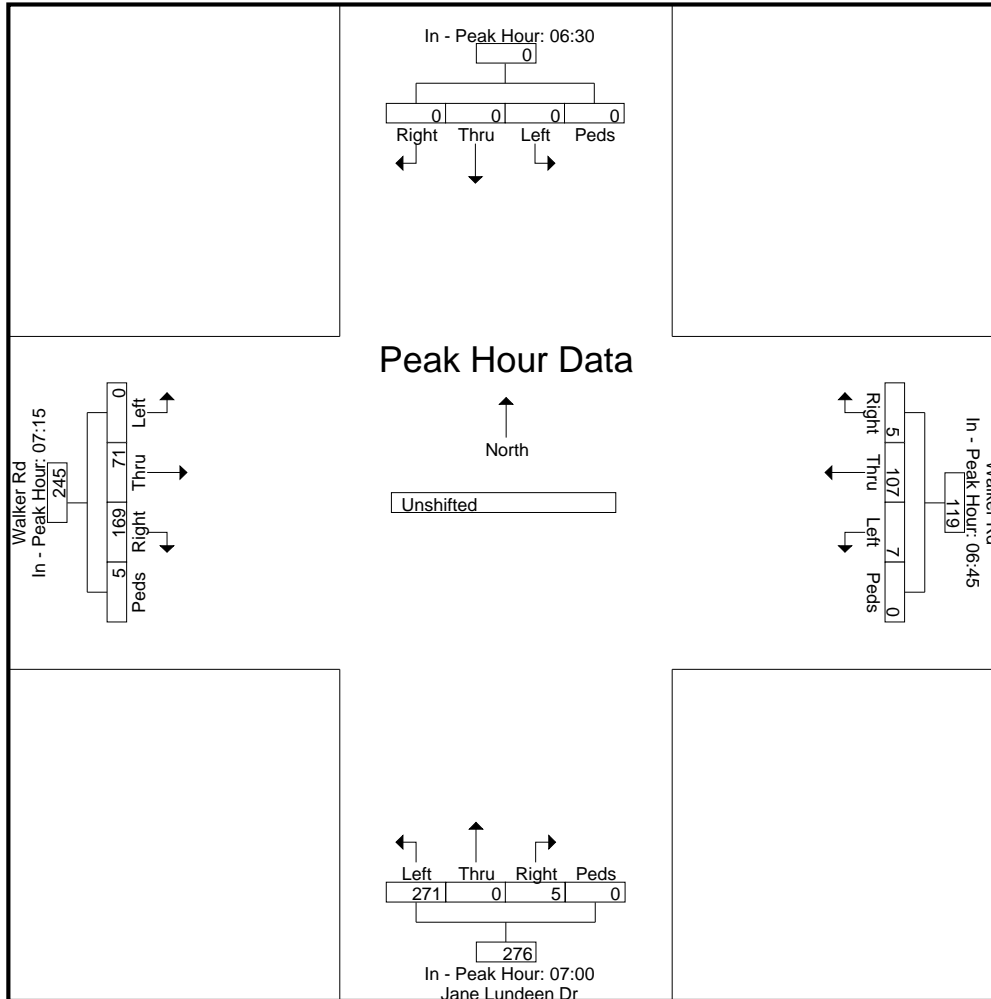 In - Peak Hour: 06:30
0
0 0 0 0
Right Thru Left Peds
Peak Hour Data
North
Unshifted
Walker Rd
In - Peak Hour: 07:15
245
0 71 169 5
Left Thru Right Peds
Walker Rd
In - Peak Hour: 06:45
119
5 107 7 0
Right Thru Left Peds
Left Thru Right Peds
271 0 5 0
276
In - Peak Hour: 07:00
Jane Lundeen Dr